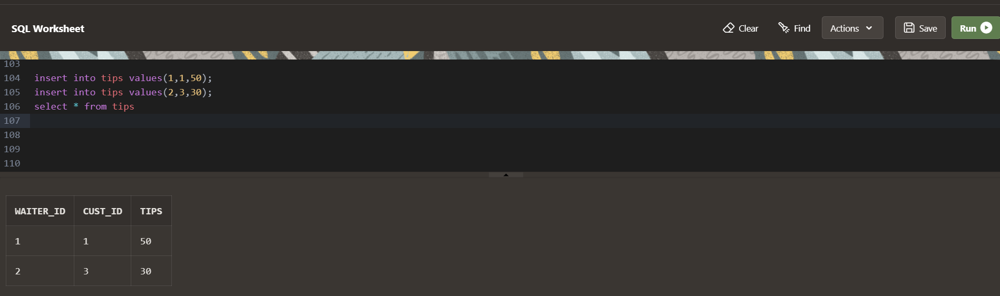 SQL Worksheet
Clear
Find
Actions
Save
Run
103
104 insert into tips values(1,1,50);
105 insert into tips values(2,3,30);
106 select * from tips
107
108
109
110
WAITER_ID CUST_ID TIPS
1 1 50
2 3 30